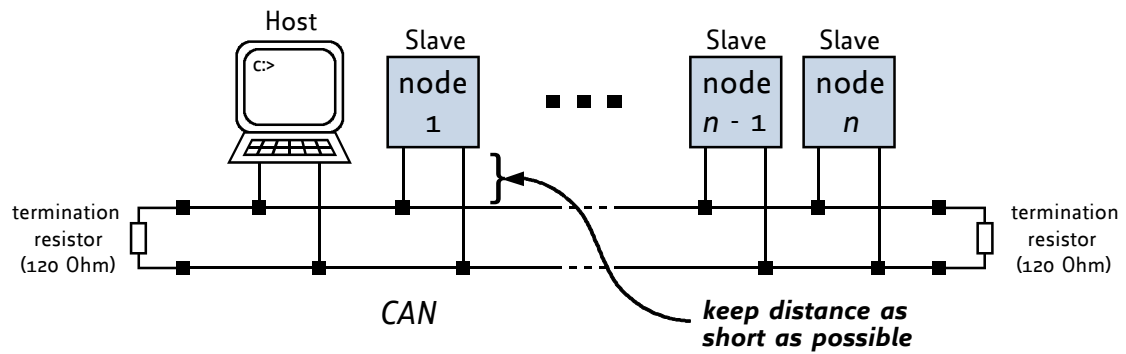 Host
c:>
Slave
node
1
Slave
node
n - 1
Slave
node
n
termination
resistor
(120 Ohm)
termination
resistor
(120 Ohm)
CAN
keep distance as
short as possible